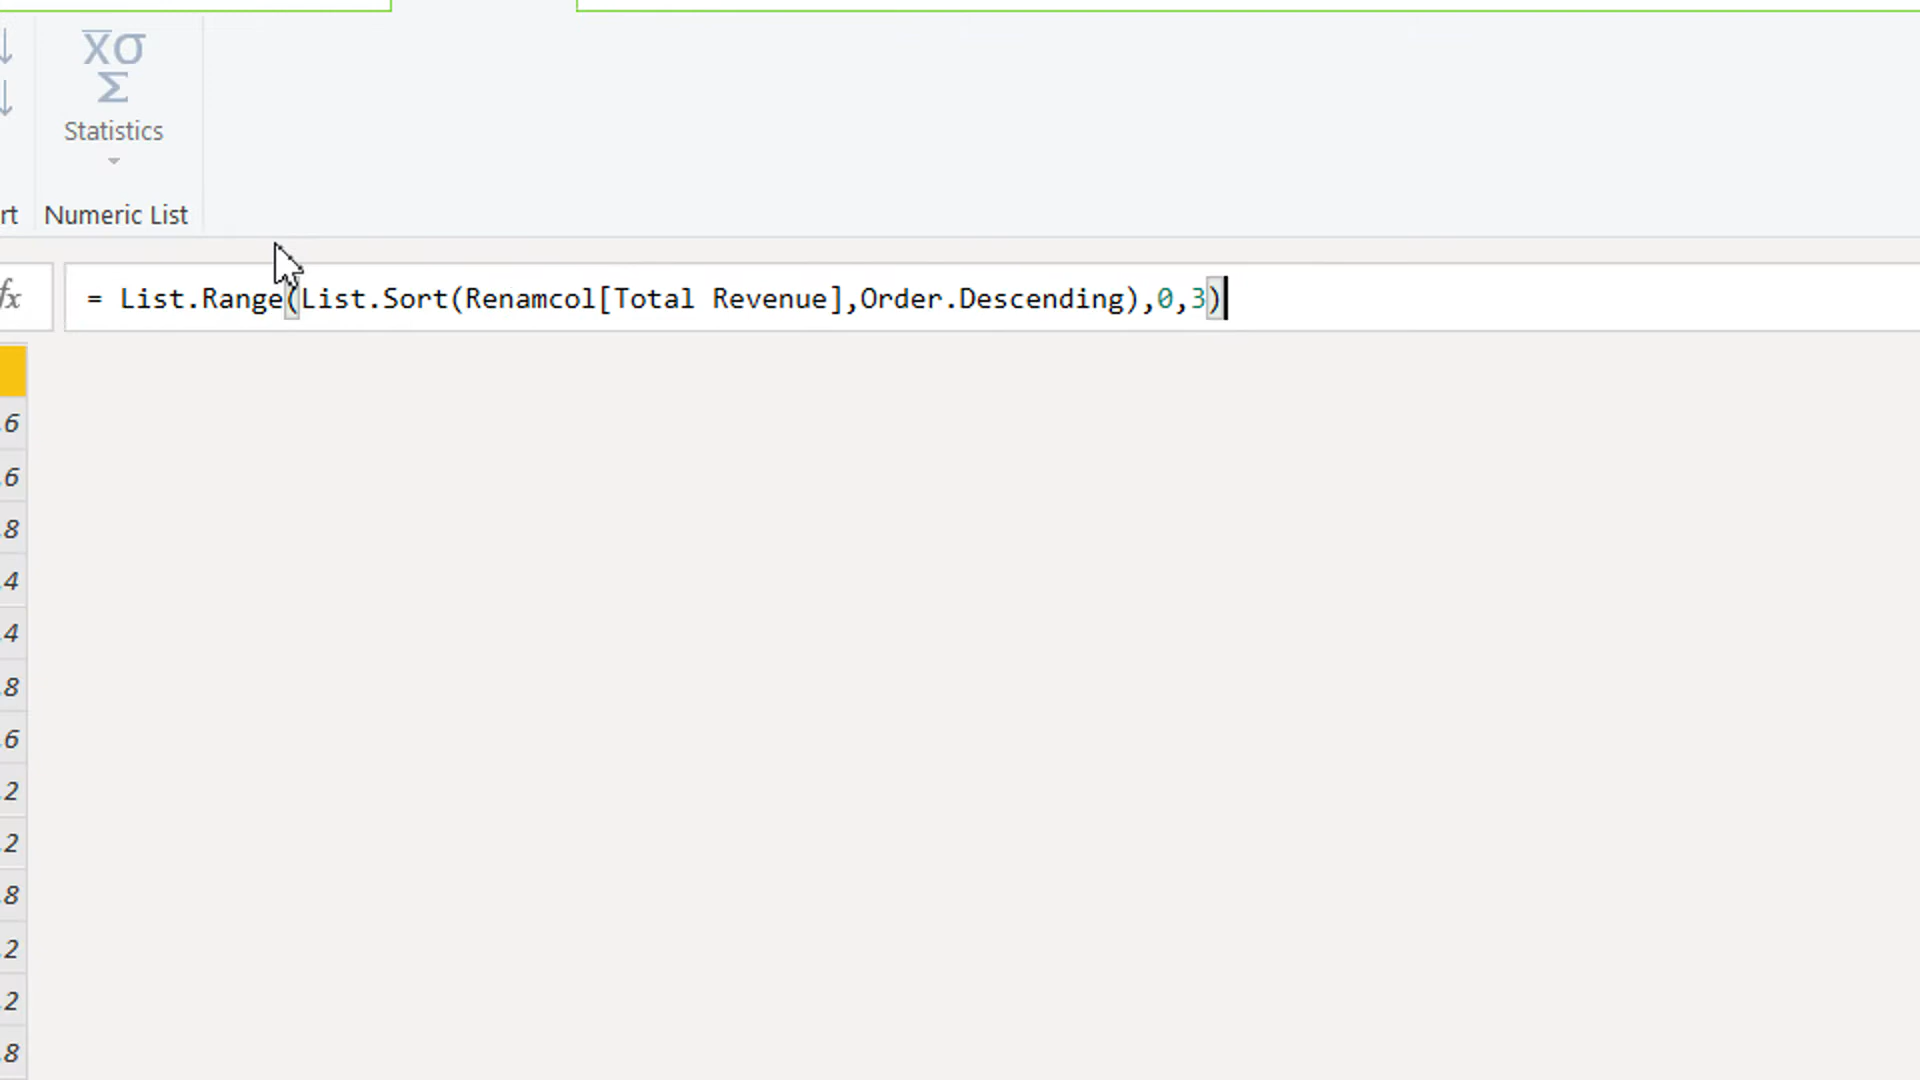 x̄σ
Σ
Statistics
rt
Numeric List
fx
= List.Range(List.Sort(Renamcol[Total Revenue],Order.Descending),0,3)
.6
.6
.8
.4
.4
.8
.6
.2
.2
.8
.2
.2
.8